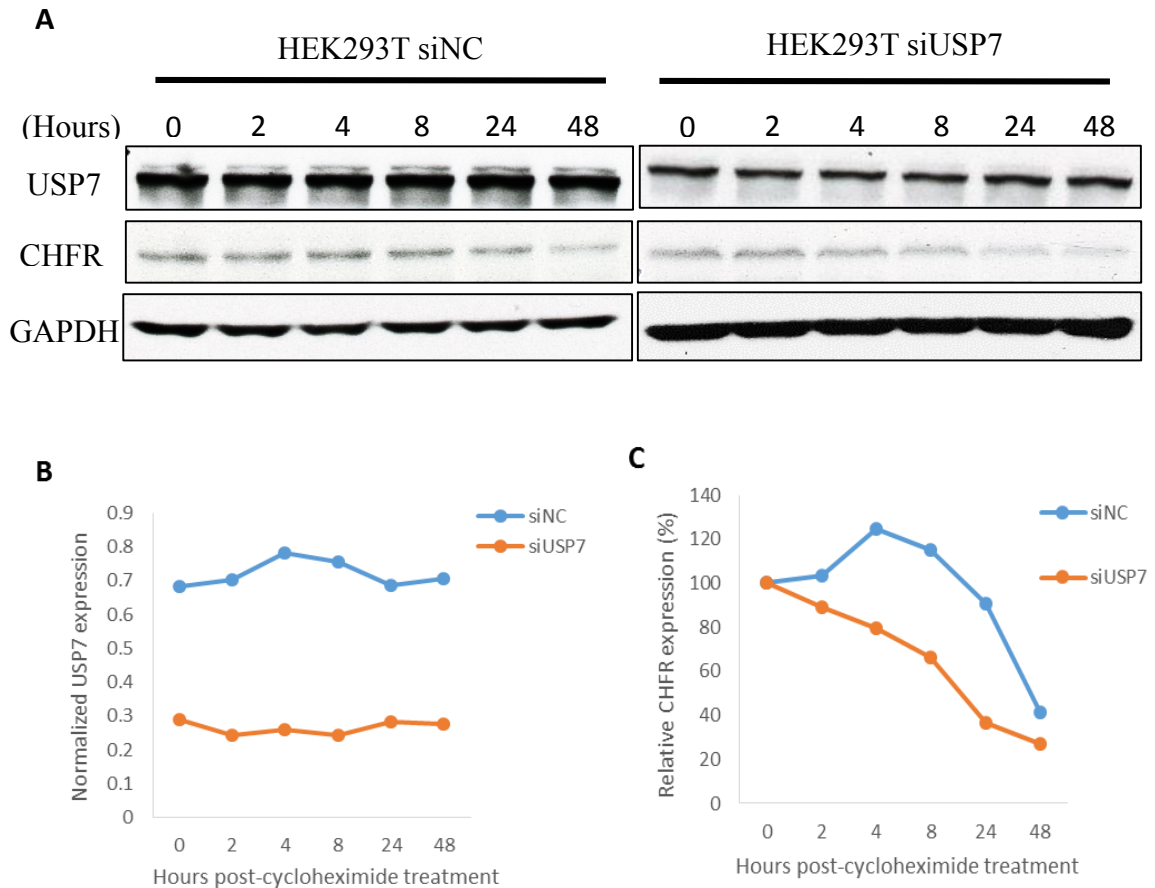 A
HEK293T siNC
HEK293T siUSP7
(Hours) 0 2 4 8 24 48 0 2 4 8 24 48
USP7
CHFR
GAPDH
B
Normalized USP7 expression
0.9
0.8
0.7
0.6
0.5
0.4
0.3
0.2
0.1
0
0 2 4 8 24 48
Hours post-cycloheximide treatment
siNC
siUSP7
C
Relative CHFR expression (%)
140
120
100
80
60
40
20
0
0 2 4 8 24 48
Hours post-cycloheximide treatment
siNC
siUSP7